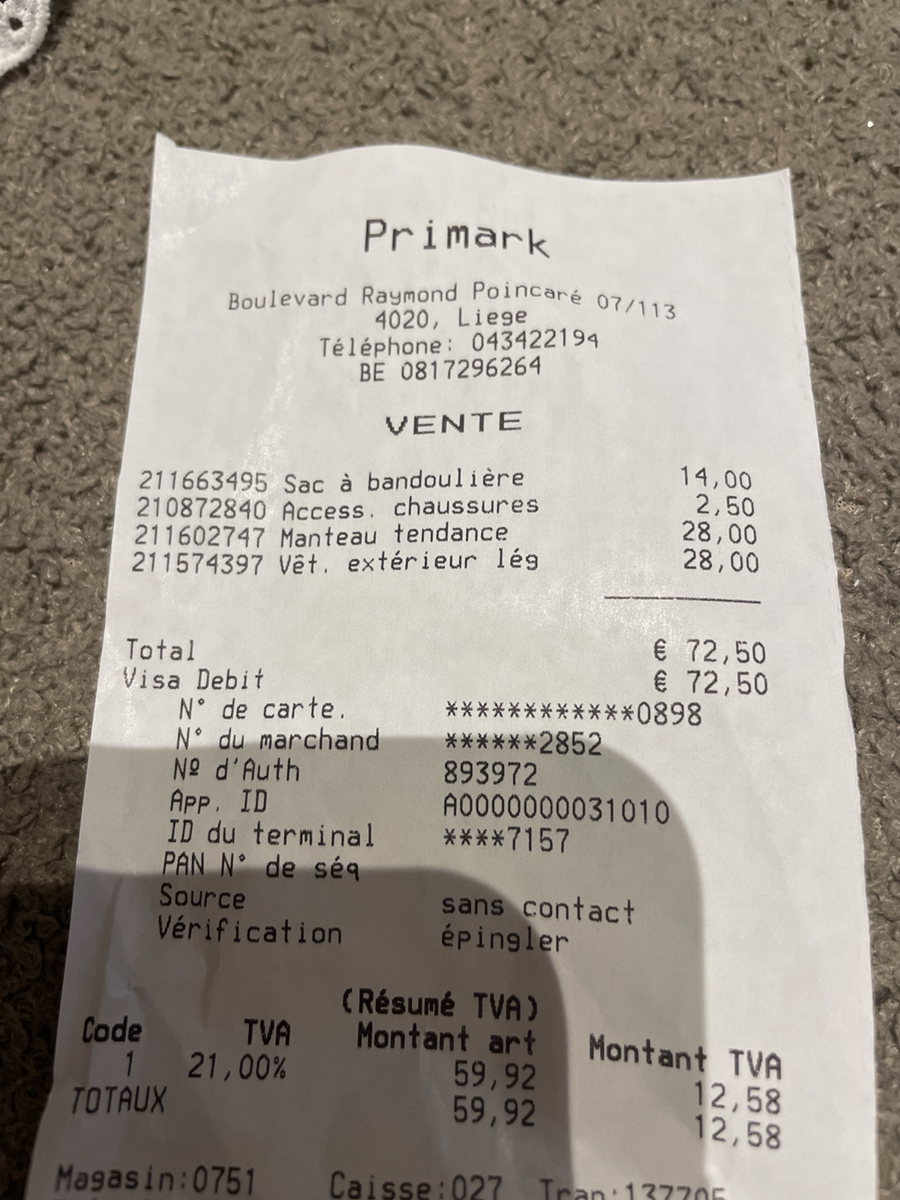 Primark
Boulevard Raymond Poincaré 07/113
4020, Liege
Téléphone: 043422194
BE 0817296264
VENTE
211663495 Sac à bandoulière 14,00
210872840 Access. chaussures 2,50
211602747 Manteau tendance 28,00
211574397 Vêt. extérieur lég 28,00
Total € 72,50
Visa Debit € 72,50
N° de carte. ************0898
N° du marchand ******2852
Nº d'Auth 893972
App. ID A0000000031010
ID du terminal ****7157
PAN N° de séq
Source sans contact
Vérification épingler
(Résumé TVA)
Code TVA Montant art Montant TVA
1 21,00% 59,92 12,58
TOTAUX 59,92 12,58
Magasin:0751 Caisse:027 Tran:137705